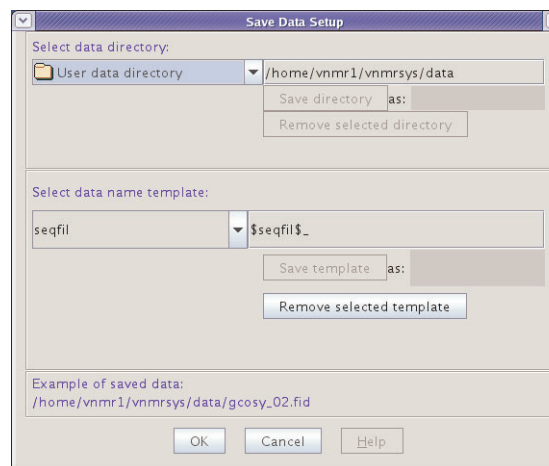 Save Data Setup
Select data directory:
User data directory /home/vnmr1/vnmrsys/data
Save directory as:
Remove selected directory
Select data name template:
seqfil $seqfil$_
Save template as:
Remove selected template
Example of saved data:
/home/vnmr1/vnmrsys/data/gcosy_02.fid
OK Cancel Help